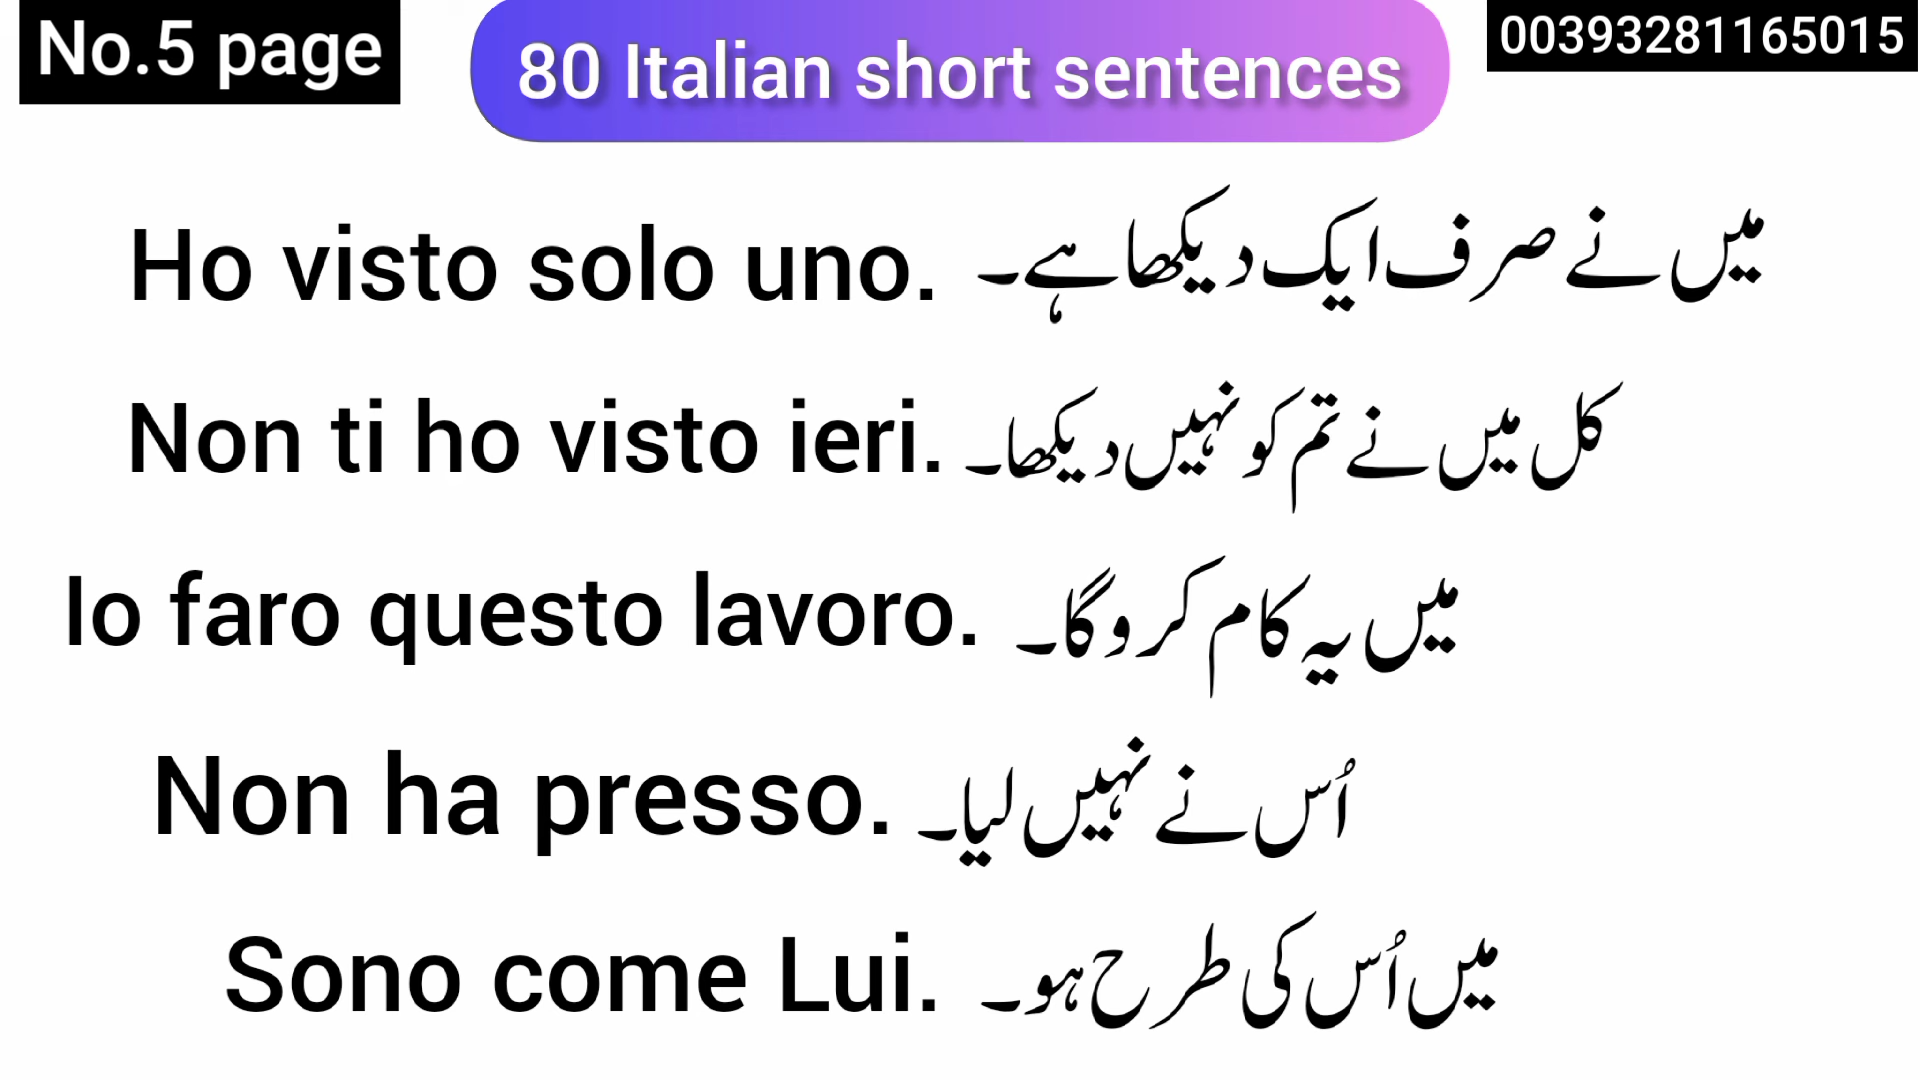 No.5 page
80 Italian short sentences
00393281165015
Ho visto solo uno. میں نے صرف ایک دیکھا ہے۔
Non ti ho visto ieri. کل میں نے تم کو نہیں دیکھا۔
Io faro questo lavoro. میں یہ کام کروگا۔
Non ha presso. اُس نے نہیں لیا۔
Sono come Lui. میں اُس کی طرح ہو۔